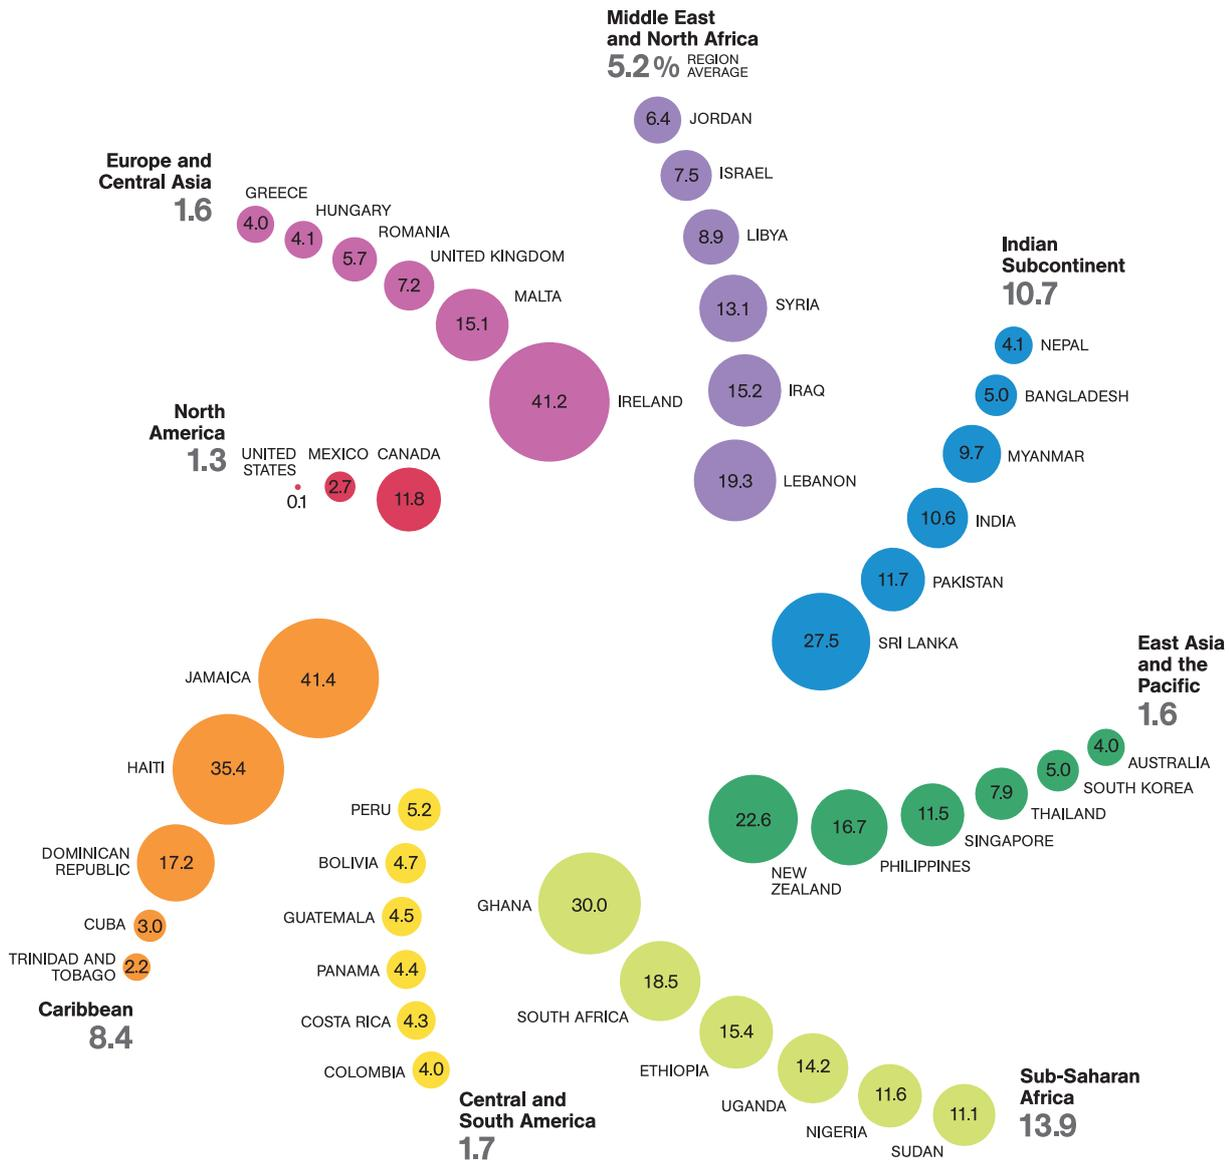 Middle East
and North Africa
5.2% REGION
AVERAGE
6.4 JORDAN
7.5 ISRAEL
8.9 LIBYA
13.1 SYRIA
15.2 IRAQ
19.3 LEBANON
Europe and
Central Asia
1.6
GREECE
4.0
HUNGARY
4.1
ROMANIA
5.7
UNITED KINGDOM
7.2
MALTA
15.1
41.2 IRELAND
North
America
1.3
UNITED
STATES
0.1
MEXICO
2.7
CANADA
11.8
Indian
Subcontinent
10.7
4.1 NEPAL
5.0 BANGLADESH
9.7 MYANMAR
10.6 INDIA
11.7 PAKISTAN
27.5 SRI LANKA
East Asia
and the
Pacific
1.6
4.0
AUSTRALIA
5.0
SOUTH KOREA
7.9
THAILAND
11.5
SINGAPORE
16.7
PHILIPPINES
22.6
NEW
ZEALAND
JAMAICA 41.4
HAITI 35.4
DOMINICAN
REPUBLIC
17.2
CUBA 3.0
TRINIDAD AND
TOBAGO
2.2
Caribbean
8.4
PERU 5.2
BOLIVIA 4.7
GUATEMALA 4.5
PANAMA 4.4
COSTA RICA 4.3
COLOMBIA 4.0
Central and
South America
1.7
GHANA 30.0
18.5
SOUTH AFRICA
15.4
ETHIOPIA
14.2
UGANDA
11.6
NIGERIA
11.1
SUDAN
Sub-Saharan
Africa
13.9